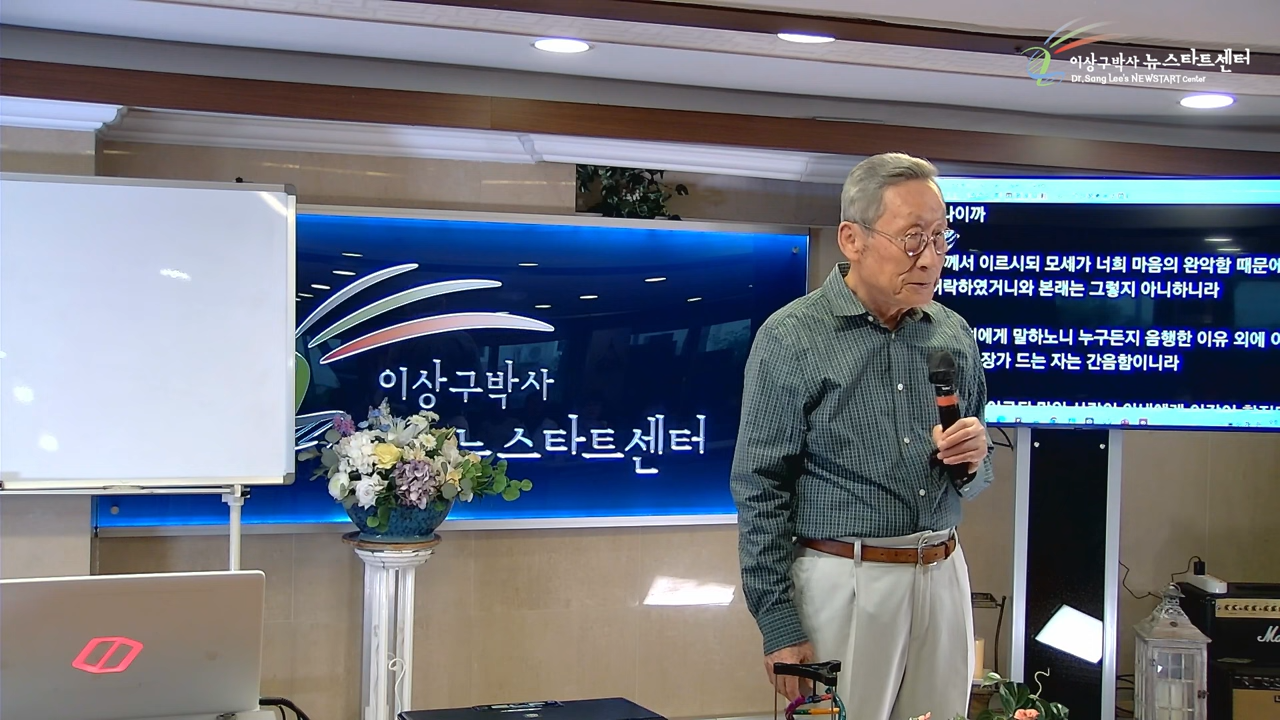 이상구박사 뉴스타트센터
Dr. Sang Lee's NEWSTART Center
이상구박사
뉴스타트센터
나이까
께서 이르시되 모세가 너희 마음의 완악함 때문에
락하였거니와 본래는 그렇지 아니하니라
에게 말하노니 누구든지 음행한 이유 외에 아
장가 드는 자는 간음함이니라